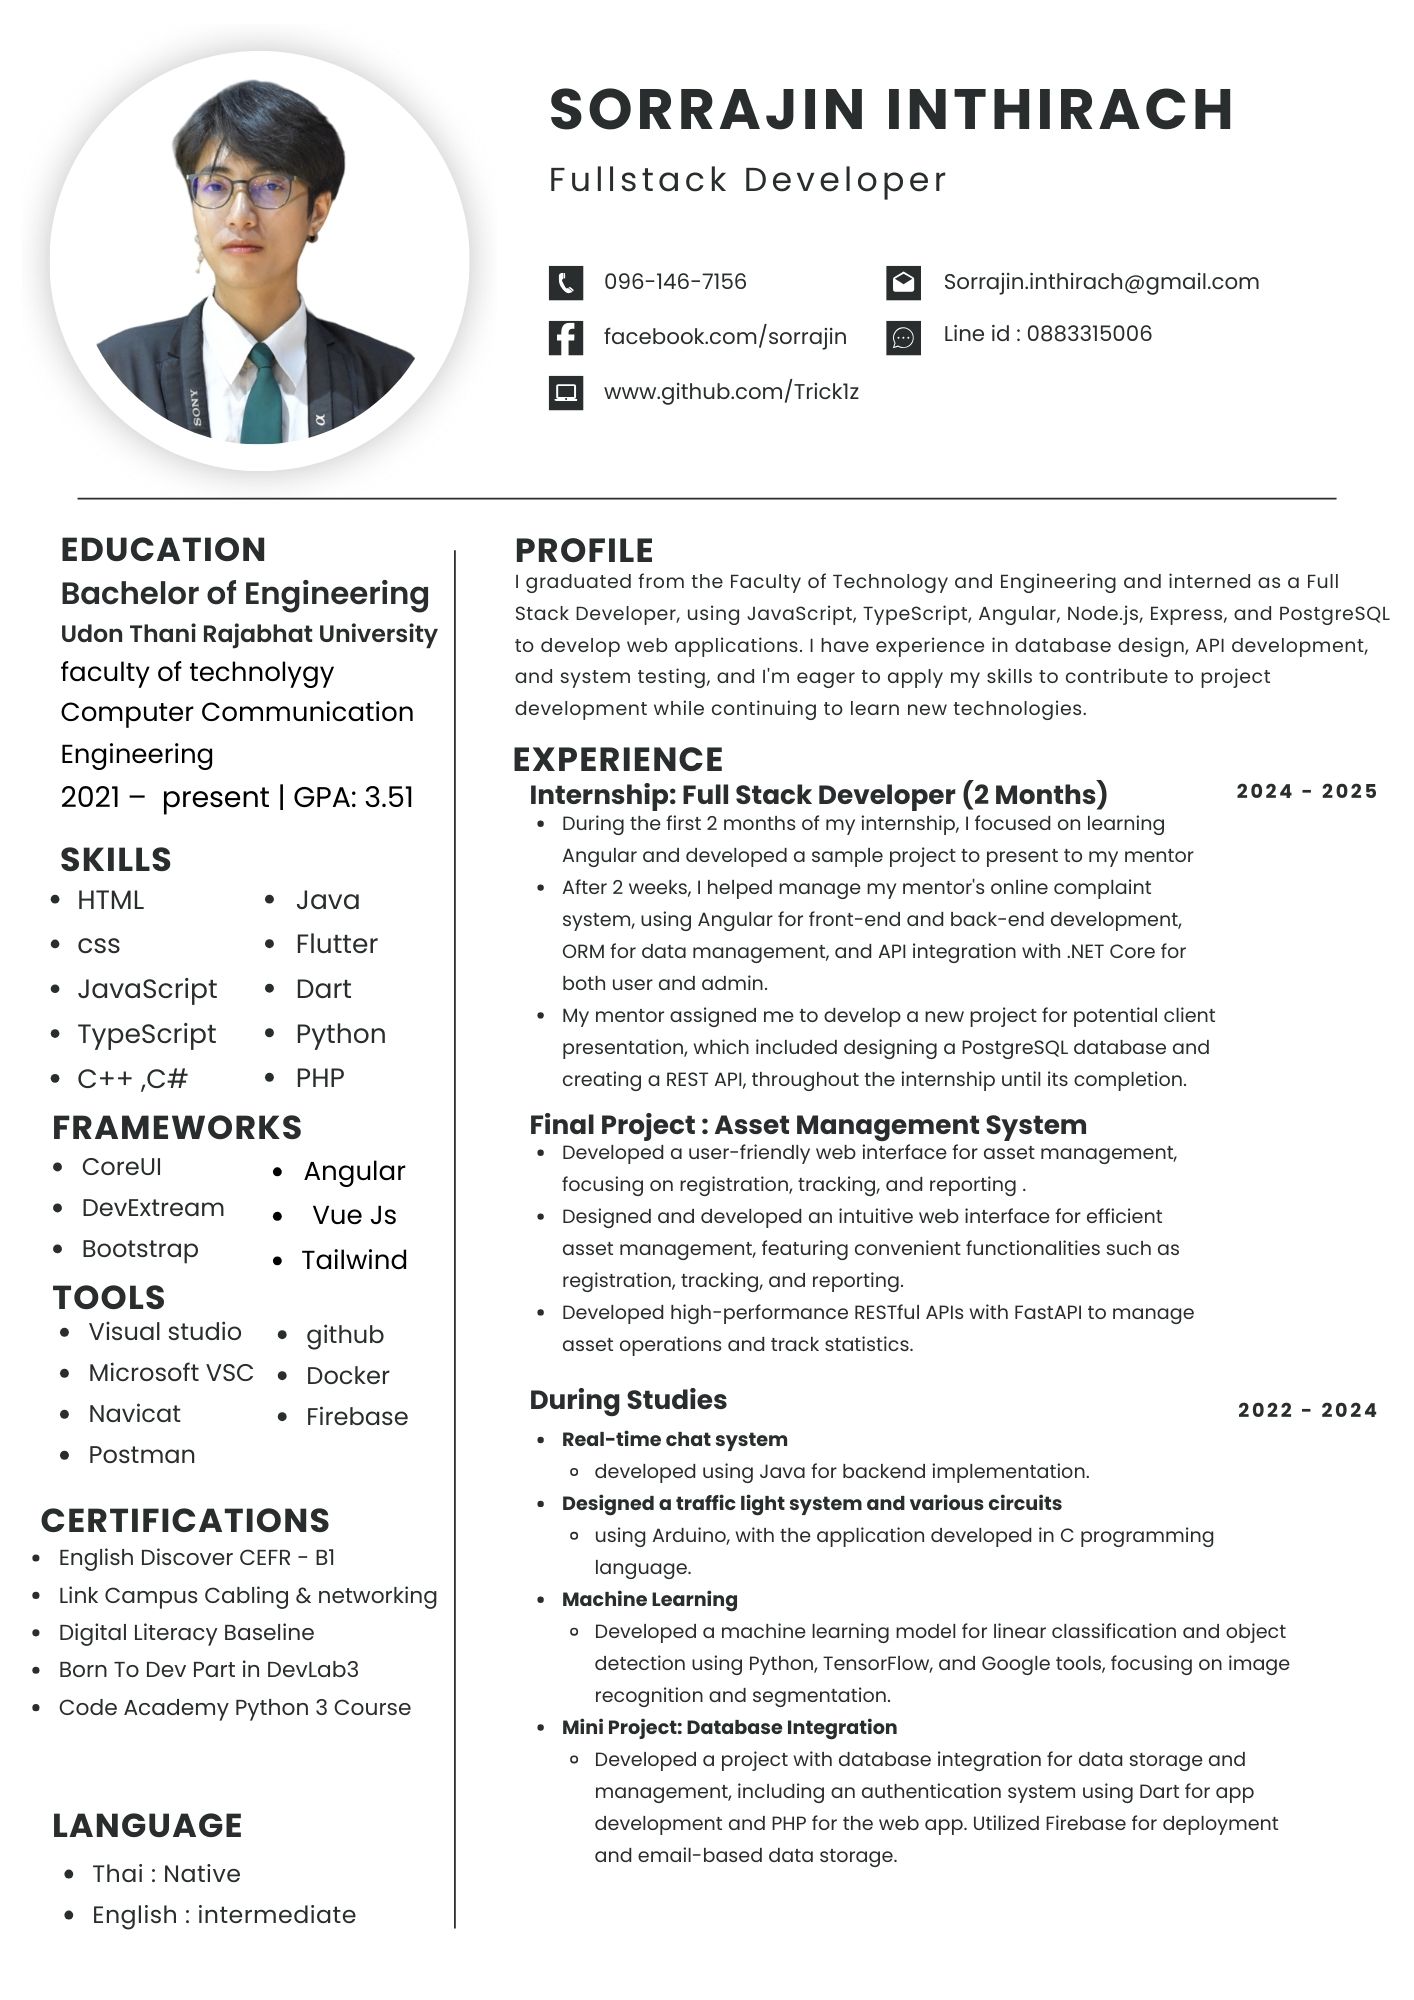 SORRAJIN INTHIRACH
Fullstack Developer
096-146-7156
Sorrajin.inthirach@gmail.com
facebook.com/sorrajin
Line id : 0883315006
www.github.com/Trick1z
SONY
α
EDUCATION
Bachelor of Engineering
Udon Thani Rajabhat University
faculty of technolygy
Computer Communication
Engineering
2021 – present | GPA: 3.51
SKILLS
HTML
css
JavaScript
TypeScript
C++ ,C#
Java
Flutter
Dart
Python
PHP
FRAMEWORKS
CoreUI
DevExtream
Bootstrap
Angular
Vue Js
Tailwind
TOOLS
Visual studio
Microsoft VSC
Navicat
Postman
github
Docker
Firebase
CERTIFICATIONS
English Discover CEFR - B1
Link Campus Cabling & networking
Digital Literacy Baseline
Born To Dev Part in DevLab3
Code Academy Python 3 Course
LANGUAGE
Thai : Native
English : intermediate
PROFILE
I graduated from the Faculty of Technology and Engineering and interned as a Full
Stack Developer, using JavaScript, TypeScript, Angular, Node.js, Express, and PostgreSQL
to develop web applications. I have experience in database design, API development,
and system testing, and I'm eager to apply my skills to contribute to project
development while continuing to learn new technologies.
EXPERIENCE
Internship: Full Stack Developer (2 Months)
2024 - 2025
During the first 2 months of my internship, I focused on learning
Angular and developed a sample project to present to my mentor
After 2 weeks, I helped manage my mentor's online complaint
system, using Angular for front-end and back-end development,
ORM for data management, and API integration with .NET Core for
both user and admin.
My mentor assigned me to develop a new project for potential client
presentation, which included designing a PostgreSQL database and
creating a REST API, throughout the internship until its completion.
Final Project : Asset Management System
Developed a user-friendly web interface for asset management,
focusing on registration, tracking, and reporting .
Designed and developed an intuitive web interface for efficient
asset management, featuring convenient functionalities such as
registration, tracking, and reporting.
Developed high-performance RESTful APIs with FastAPI to manage
asset operations and track statistics.
During Studies
2022 - 2024
Real-time chat system
developed using Java for backend implementation.
Designed a traffic light system and various circuits
using Arduino, with the application developed in C programming
language.
Machine Learning
Developed a machine learning model for linear classification and object
detection using Python, TensorFlow, and Google tools, focusing on image
recognition and segmentation.
Mini Project: Database Integration
Developed a project with database integration for data storage and
management, including an authentication system using Dart for app
development and PHP for the web app. Utilized Firebase for deployment
and email-based data storage.